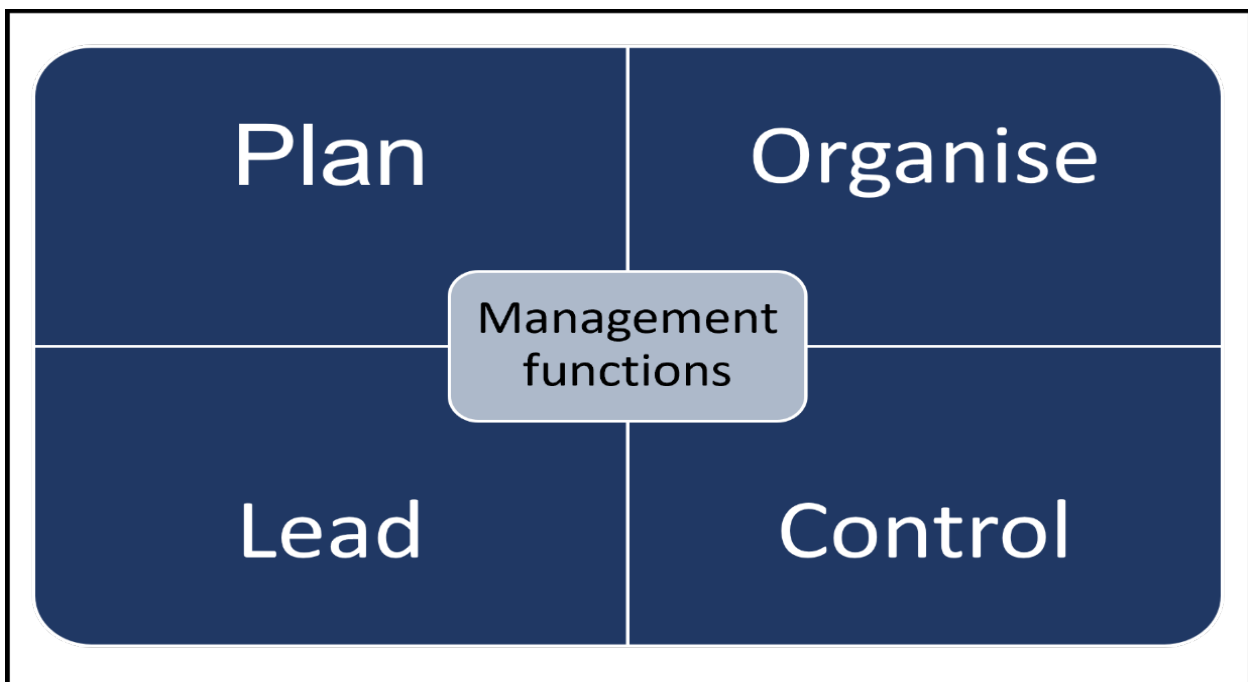 Plan
Organise
Management
functions
Lead
Control